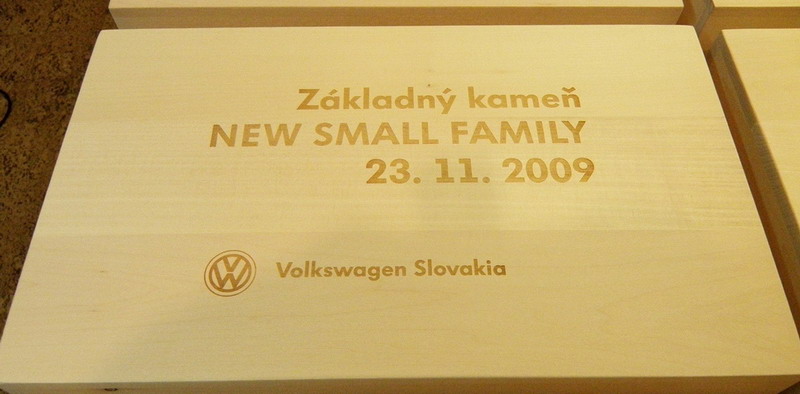 Základný kameň
NEW SMALL FAMILY
23. 11. 2009
Volkswagen Slovakia